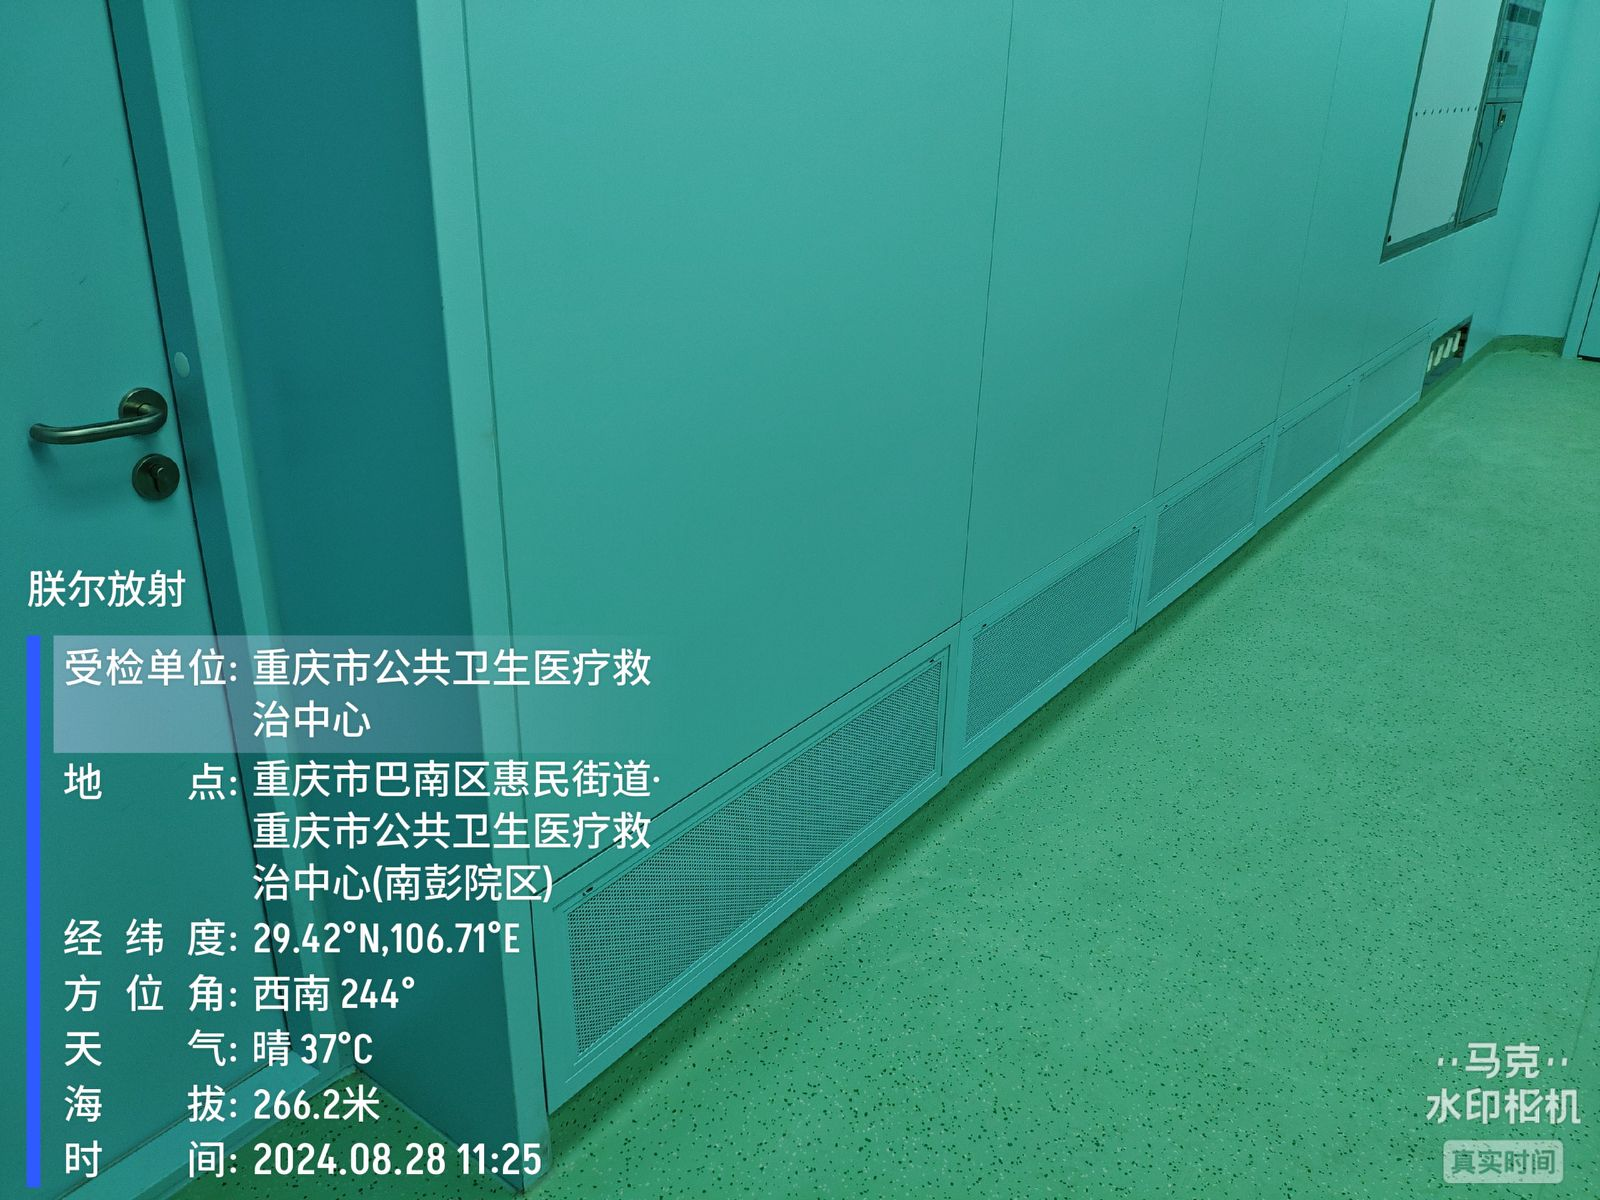 朕尔放射
受检单位: 重庆市公共卫生医疗救
治中心
地点: 重庆市巴南区惠民街道·
重庆市公共卫生医疗救
治中心(南彭院区)
经纬度: 29.42°N,106.71°E
方位角: 西南 244°
天气: 晴 37°C
海拔: 266.2米
时间: 2024.08.28 11:25
马克
水印相机
真实时间